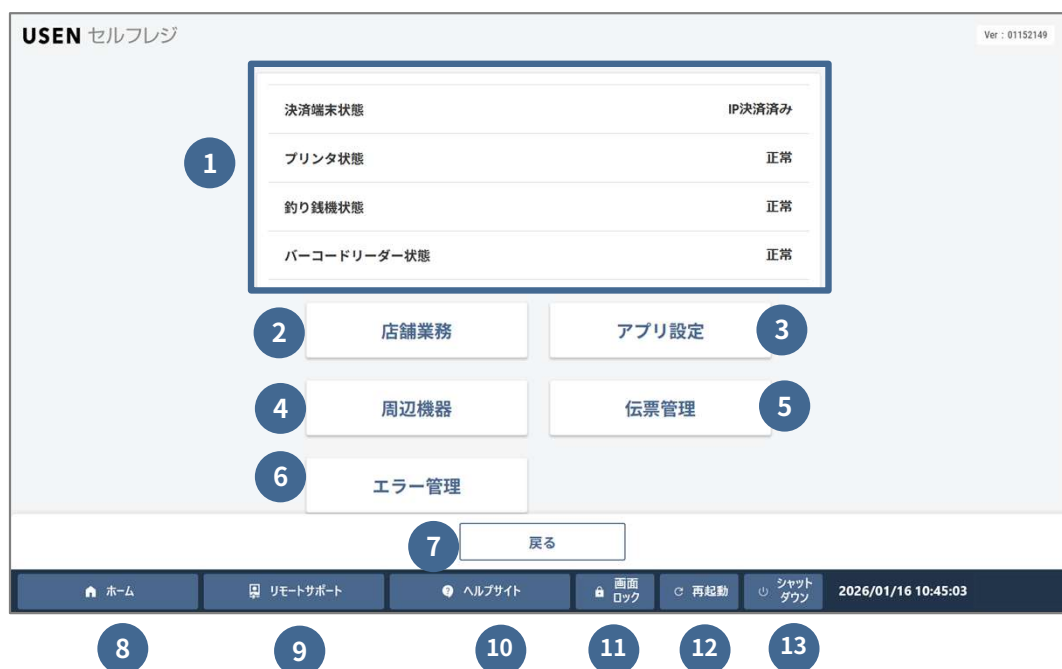 USEN セルフレジ
Ver : 01152149
決済端末状態 IP決済済み
1
プリンタ状態 正常
釣り銭機状態 正常
バーコードリーダー状態 正常
2 店舗業務 アプリ設定 3
4 周辺機器 伝票管理 5
6 エラー管理
7 戻る
ホーム リモートサポート ヘルプサイト 画面 ロック 再起動 シャット ダウン 2026/01/16 10:45:03
8 9 10 11 12 13